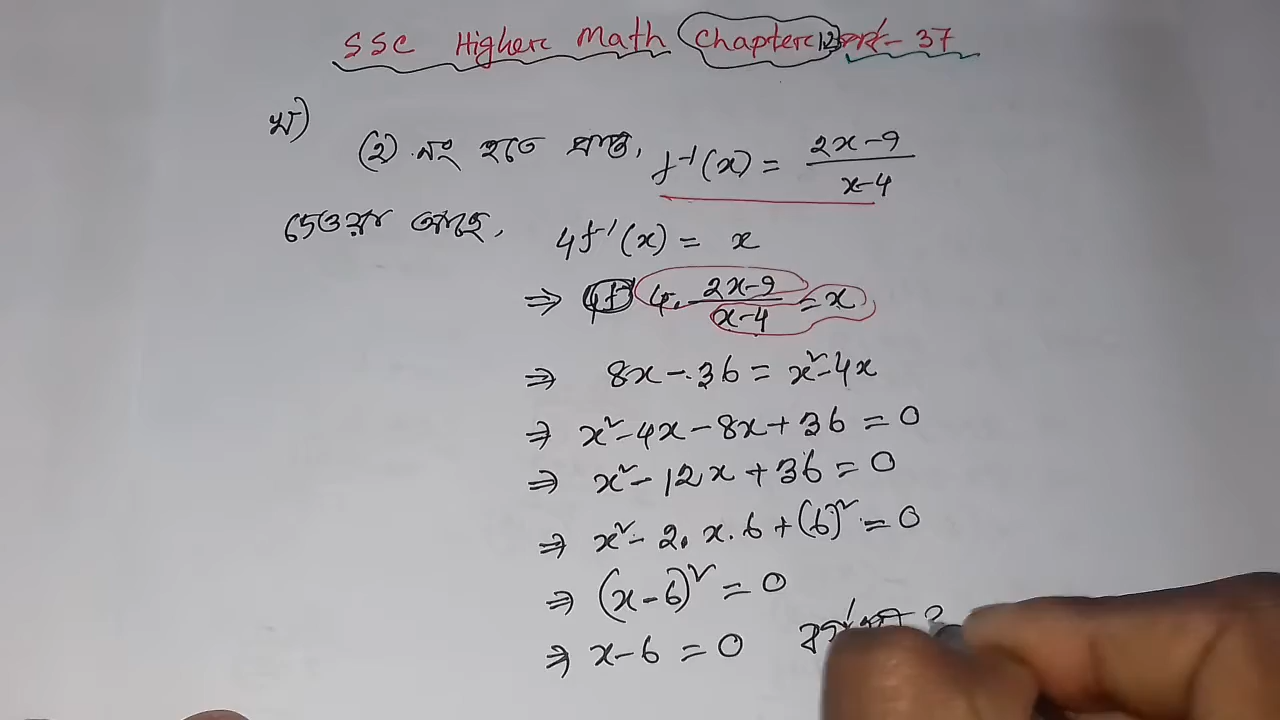 SSC Higher Math Chapter 12 Part - 37
খ)
(২) নং হতে প্রাপ্ত, f⁻¹(x) = (2x-9)/(x-4)
দেওয়া আছে, 4f⁻¹(x) = x
⇒ 4. (2x-9)/(x-4) = x
⇒ 8x - 36 = x² - 4x
⇒ x² - 4x - 8x + 36 = 0
⇒ x² - 12x + 36 = 0
⇒ x² - 2. x. 6 + (6)² = 0
⇒ (x - 6)² = 0
⇒ x - 6 = 0